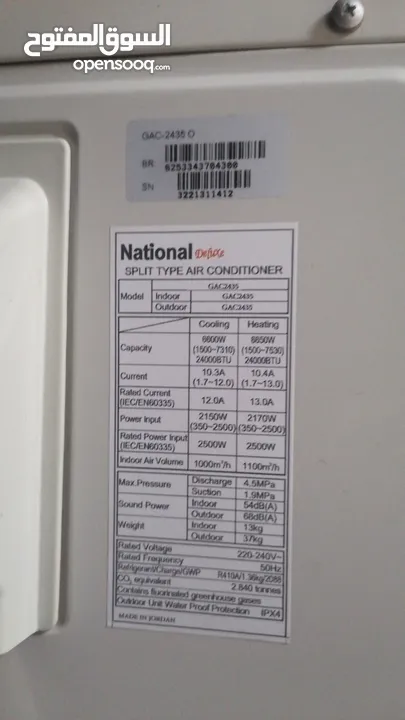 السوق المفتوح
opensooq.com
GAC-2435 O
BR: 6253343704300
SN: 3221311412
National Deluxe
SPLIT TYPE AIR CONDITIONER
GAC2435
Model Indoor GAC2435
Outdoor GAC2435
Cooling Heating
Capacity 6600W (1500~7310) 24000BTU 6650W (1500~7530) 24000BTU
Current 10.3A (1.7~12.0) 10.4A (1.7~13.0)
Rated Current (IEC/EN60335) 12.0A 13.0A
Power Input 2150W (350~2500) 2170W (350~2500)
Rated Power Input (IEC/EN60335) 2500W 2500W
Indoor Air Volume 1000m³/h 1100m³/h
Max.Pressure Discharge 4.5MPa
Suction 1.9MPa
Sound Power Indoor 54dB(A)
Outdoor 68dB(A)
Weight Indoor 13kg
Outdoor 37kg
Rated Voltage 220-240V~
Rated Frequency 50Hz
Refrigerant/Charge/GWP R410A/1.36kg/2088
CO₂ equivalent 2.840 tonnes
Contains fluorinated greenhouse gases
Outdoor Unit Water Proof Protection IPX4
MADE IN JORDAN